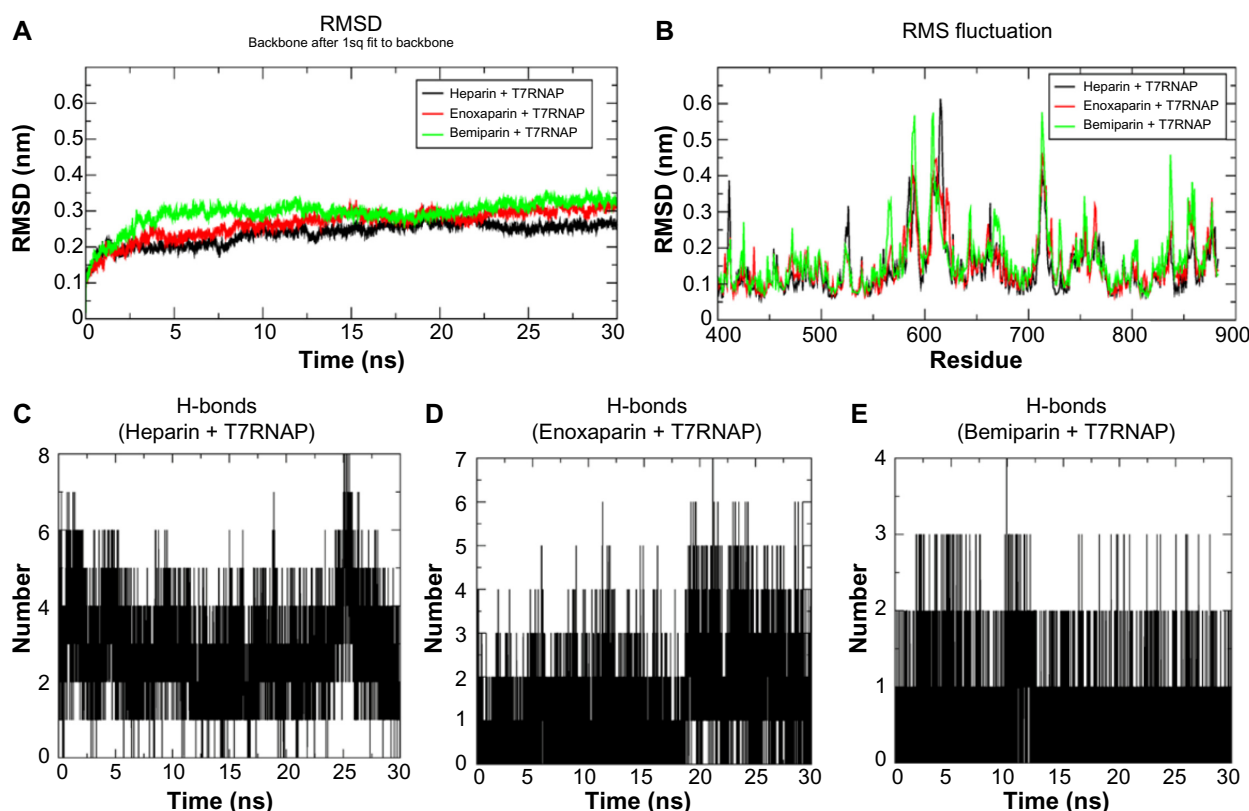 A
RMSD
Backbone after 1sq fit to backbone
RMSD (nm)
0.6
0.5
0.4
0.3
0.2
0.1
0
Heparin + T7RNAP
Enoxaparin + T7RNAP
Bemiparin + T7RNAP
0 5 10 15 20 25 30
Time (ns)
B
RMS fluctuation
RMSD (nm)
0.6
0.5
0.4
0.3
0.2
0.1
0
Heparin + T7RNAP
Enoxaparin + T7RNAP
Bemiparin + T7RNAP
400 500 600 700 800 900
Residue
C
H-bonds
(Heparin + T7RNAP)
Number
8
6
4
2
0
0 5 10 15 20 25 30
Time (ns)
D
H-bonds
(Enoxaparin + T7RNAP)
Number
7
6
5
4
3
2
1
0
0 5 10 15 20 25 30
Time (ns)
E
H-bonds
(Bemiparin + T7RNAP)
Number
4
3
2
1
0
0 5 10 15 20 25 30
Time (ns)